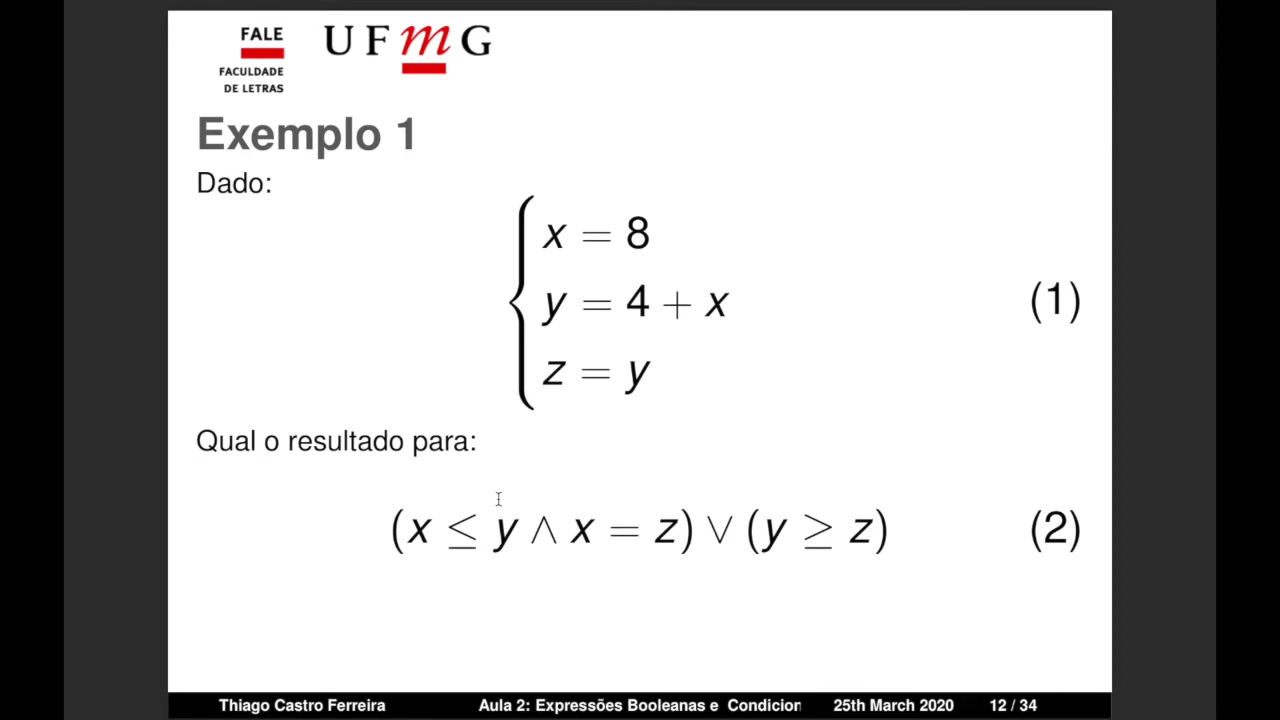 FALE
UFmG
FACULDADE
DE LETRAS
Exemplo 1
Dado:
x = 8
y = 4 + x
(1)
z = y
Qual o resultado para:
(x ≤ y ∧ x = z) ∨ (y ≥ z)
(2)
Thiago Castro Ferreira Aula 2: Expressões Booleanas e Condicion 25th March 2020 12 / 34